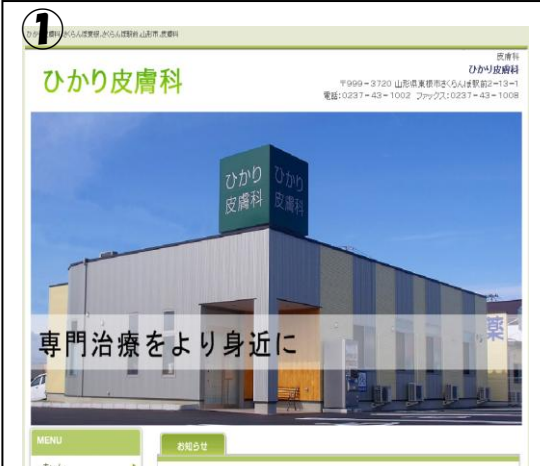 ①
ひかり皮膚科,さくらんぼ東根,さくらんぼ駅前,山形市,皮膚科
皮膚科
ひかり皮膚科
ひかり皮膚科
〒999-3720 山形県東根市さくらんぼ駅前2-13-1
電話:0237-43-1002 ファックス:0237-43-1008
ひかり ひかり
皮膚科 皮膚科
薬
専門治療をより身近に
MENU
お知らせ